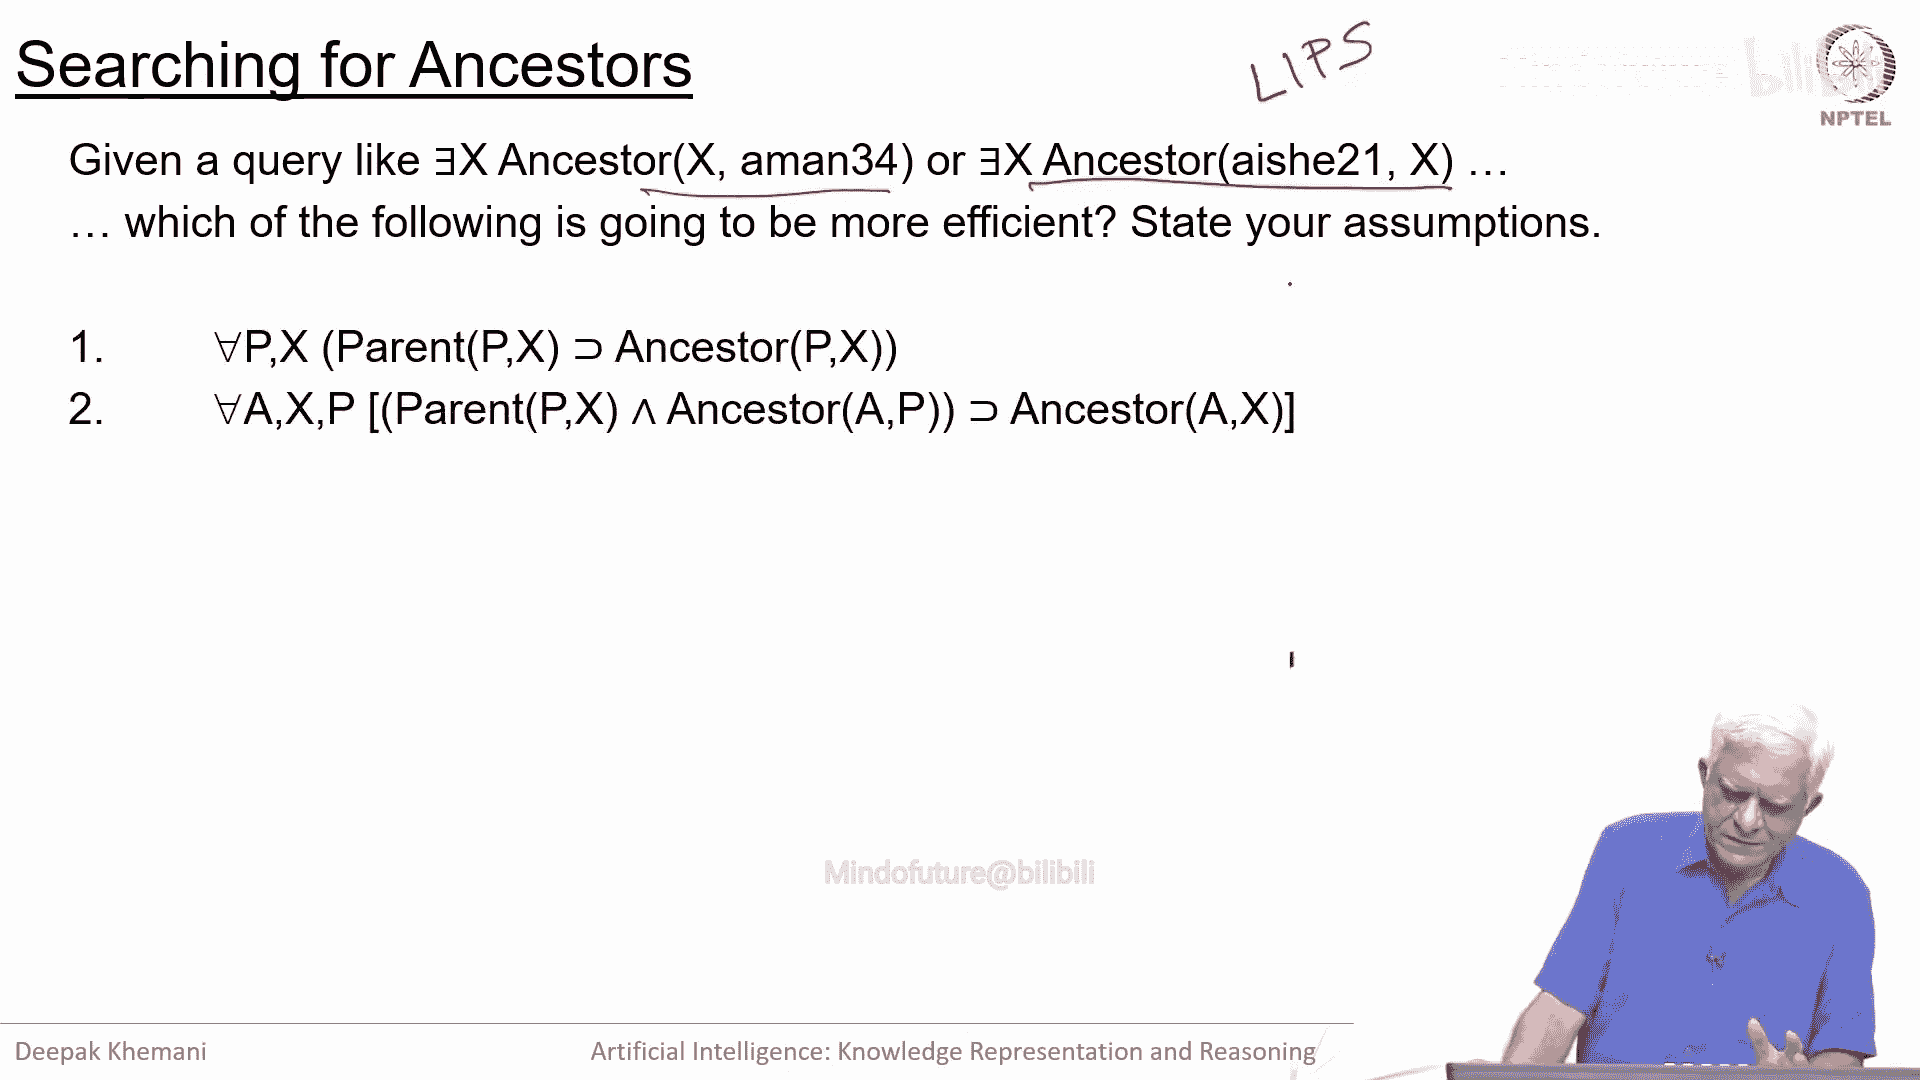 Searching for Ancestors
LIPS
NPTEL
Given a query like ∃X Ancestor(X, aman34) or ∃X Ancestor(aishe21, X) …
… which of the following is going to be more efficient? State your assumptions.
1. ∀P,X (Parent(P,X) ⊃ Ancestor(P,X))
2. ∀A,X,P [(Parent(P,X) ∧ Ancestor(A,P)) ⊃ Ancestor(A,X)]
Mindofuture@bilibili
Deepak Khemani
Artificial Intelligence: Knowledge Representation and Reasoning